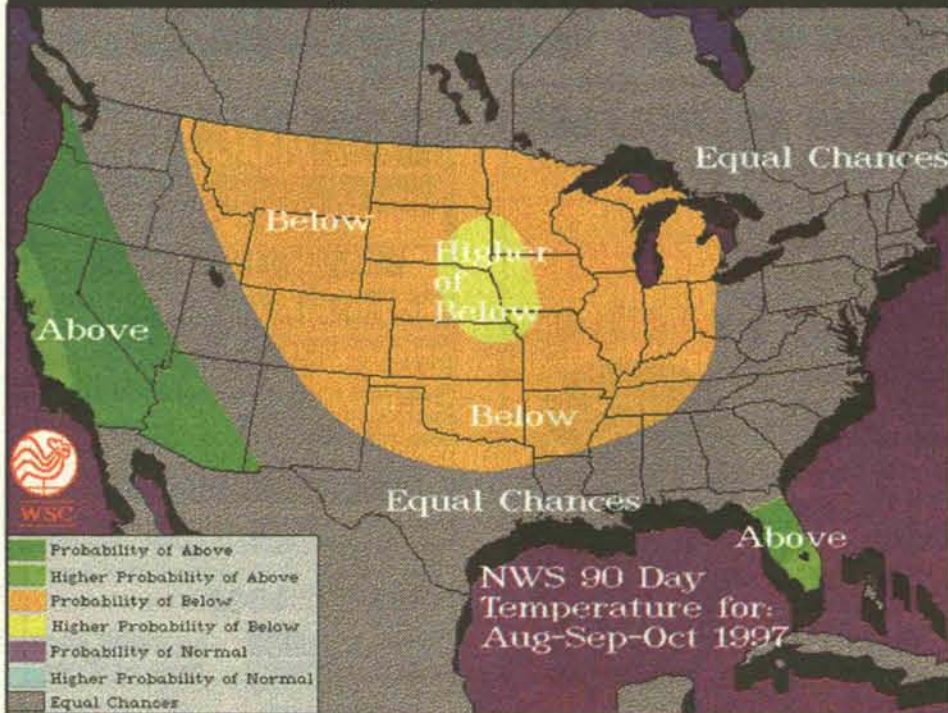 Equal Chances
Below
Higher
of
Below
Above
Below
WSC
Equal Chances
Above
Probability of Above
Higher Probability of Above
Probability of Below
Higher Probability of Below
Probability of Normal
Higher Probability of Normal
Equal Chances
NWS 90 Day
Temperature for:
Aug-Sep-Oct 1997